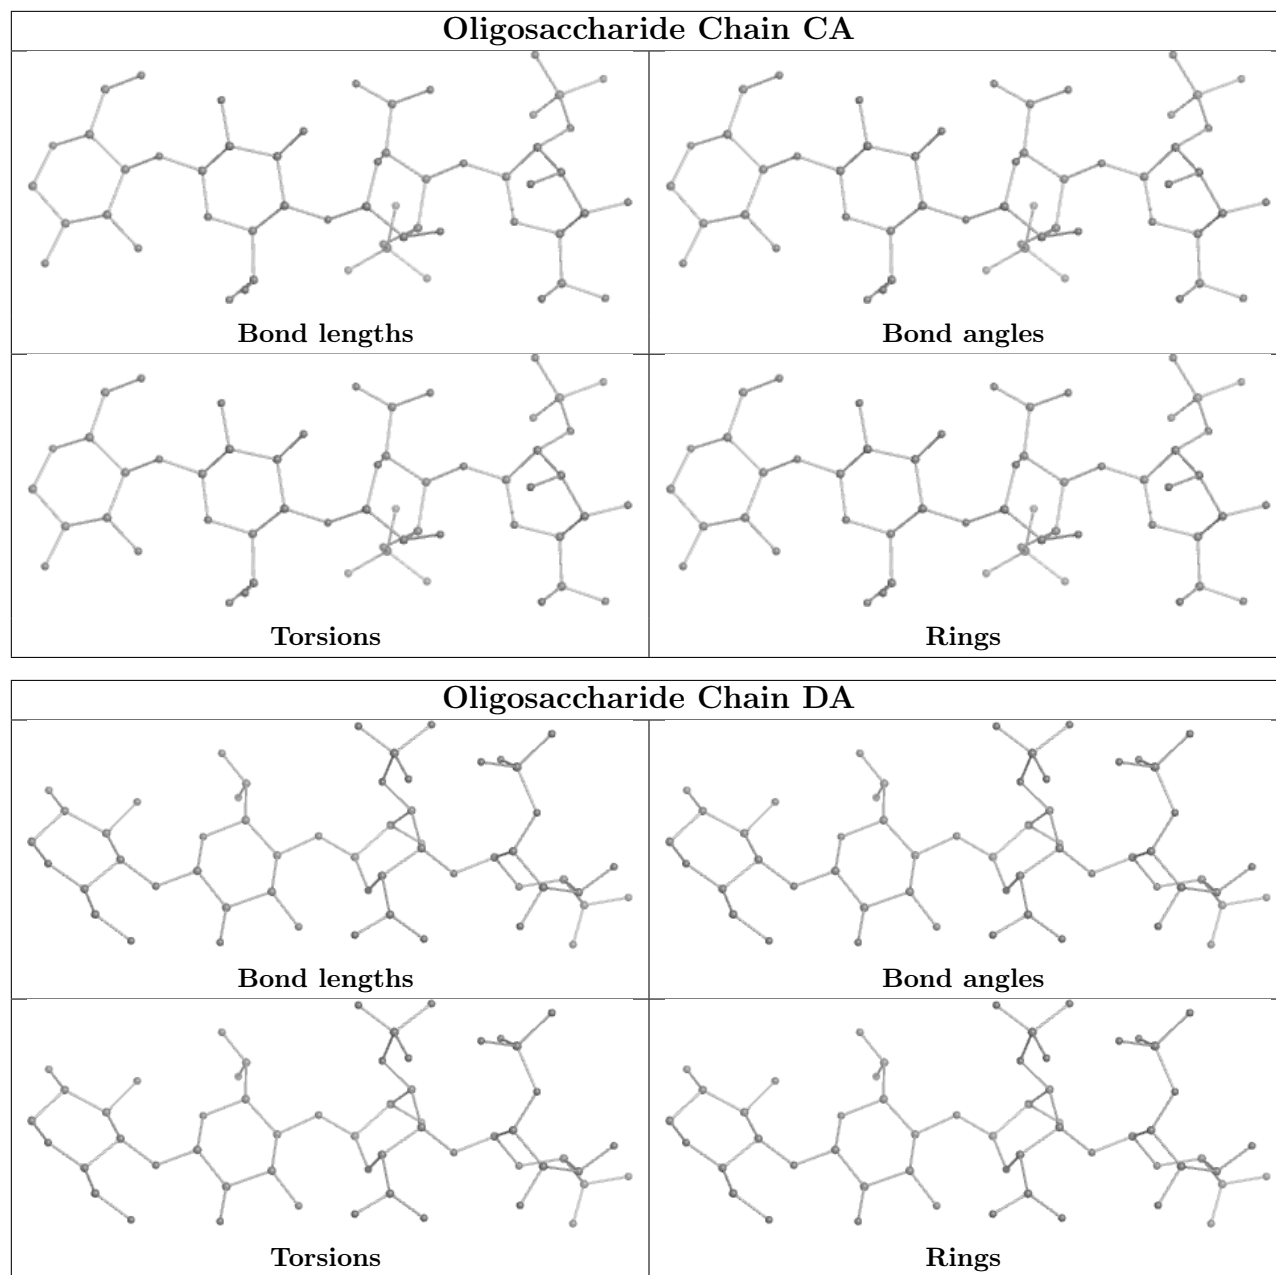 Oligosaccharide Chain CA
Bond lengths
Bond angles
Torsions
Rings
Oligosaccharide Chain DA
Bond lengths
Bond angles
Torsions
Rings